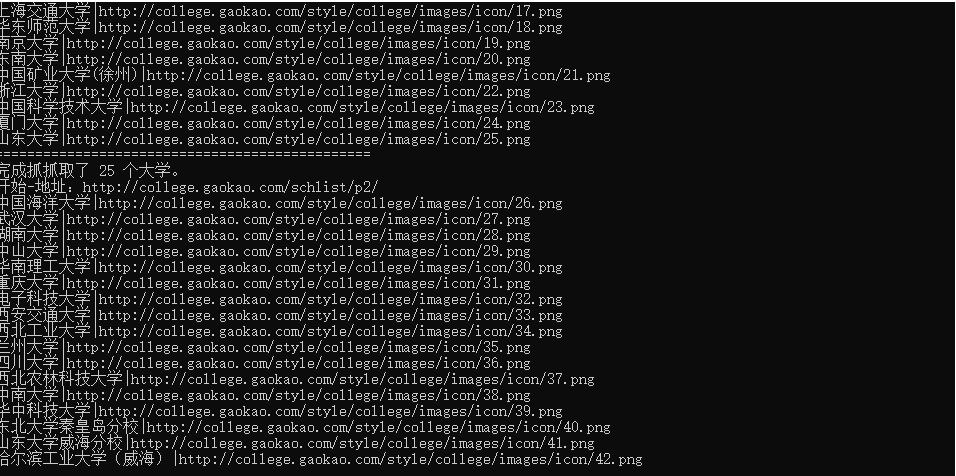 上海交通大学|http://college.gaokao.com/style/college/images/icon/17.png
华东师范大学|http://college.gaokao.com/style/college/images/icon/18.png
南京大学|http://college.gaokao.com/style/college/images/icon/19.png
东南大学|http://college.gaokao.com/style/college/images/icon/20.png
中国矿业大学(徐州)|http://college.gaokao.com/style/college/images/icon/21.png
浙江大学|http://college.gaokao.com/style/college/images/icon/22.png
中国科学技术大学|http://college.gaokao.com/style/college/images/icon/23.png
厦门大学|http://college.gaokao.com/style/college/images/icon/24.png
山东大学|http://college.gaokao.com/style/college/images/icon/25.png
===============================================
完成抓抓取了 25 个大学。
开始-地址：http://college.gaokao.com/schlist/p2/
中国海洋大学|http://college.gaokao.com/style/college/images/icon/26.png
武汉大学|http://college.gaokao.com/style/college/images/icon/27.png
湖南大学|http://college.gaokao.com/style/college/images/icon/28.png
中山大学|http://college.gaokao.com/style/college/images/icon/29.png
华南理工大学|http://college.gaokao.com/style/college/images/icon/30.png
重庆大学|http://college.gaokao.com/style/college/images/icon/31.png
电子科技大学|http://college.gaokao.com/style/college/images/icon/32.png
西安交通大学|http://college.gaokao.com/style/college/images/icon/33.png
西北工业大学|http://college.gaokao.com/style/college/images/icon/34.png
兰州大学|http://college.gaokao.com/style/college/images/icon/35.png
四川大学|http://college.gaokao.com/style/college/images/icon/36.png
西北农林科技大学|http://college.gaokao.com/style/college/images/icon/37.png
中南大学|http://college.gaokao.com/style/college/images/icon/38.png
华中科技大学|http://college.gaokao.com/style/college/images/icon/39.png
东北大学秦皇岛分校|http://college.gaokao.com/style/college/images/icon/40.png
山东大学威海分校|http://college.gaokao.com/style/college/images/icon/41.png
哈尔滨工业大学（威海）|http://college.gaokao.com/style/college/images/icon/42.png